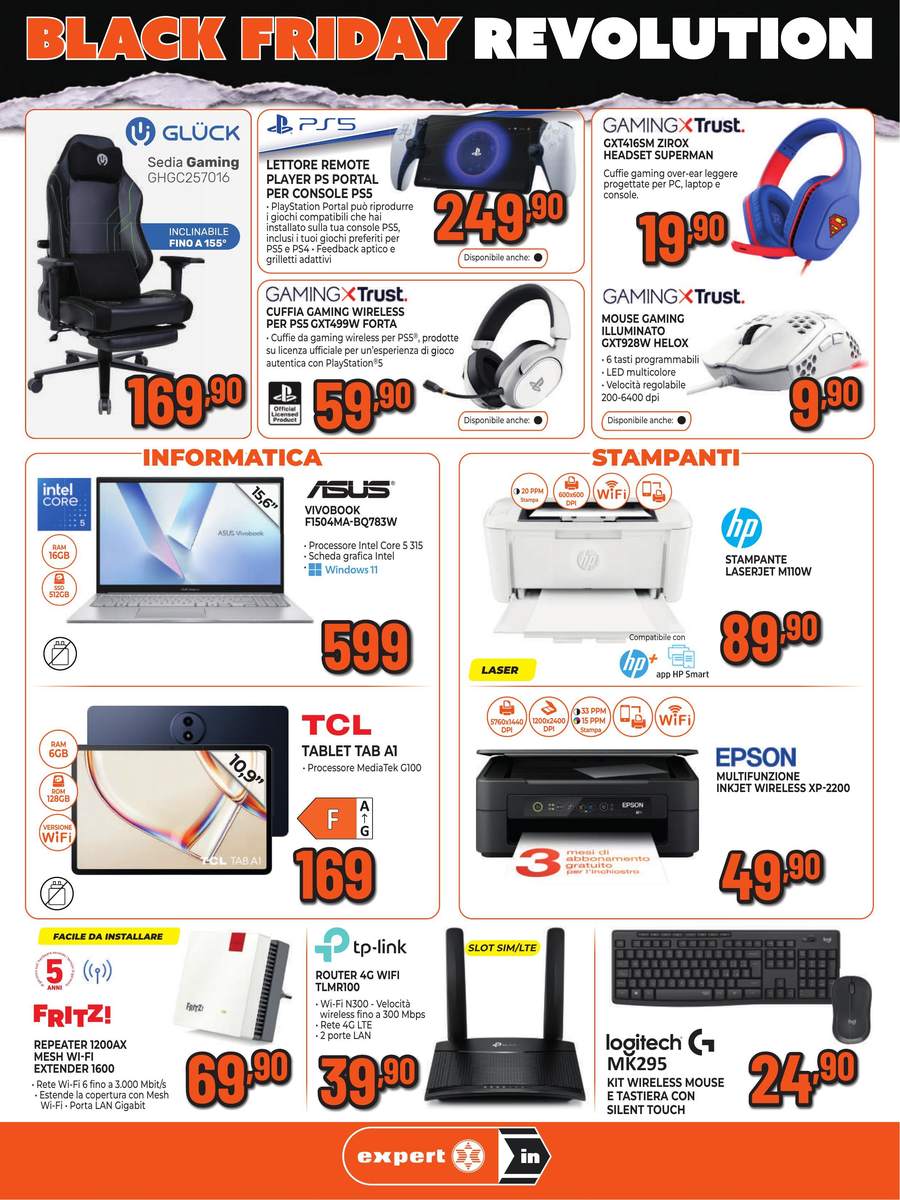 BLACK FRIDAY REVOLUTION
GLÜCK
Sedia Gaming
GHGC257016
INCLINABILE
FINO A 155°
169,90
PS5
LETTORE REMOTE
PLAYER PS PORTAL
PER CONSOLE PS5
• PlayStation Portal può riprodurre
i giochi compatibili che hai
installato sulla tua console PS5,
inclusi i tuoi giochi preferiti per
PS5 e PS4 • Feedback aptico e
grilletti adattivi
249,90
Disponibile anche:
GAMINGXTrust.
CUFFIA GAMING WIRELESS
PER PS5 GXT499W FORTA
• Cuffie da gaming wireless per PS5®, prodotte
su licenza ufficiale per un'esperienza di gioco
autentica con PlayStation®5
Official
Licensed
Product
59,90
Disponibile anche:
GAMINGXTrust.
GXT416SM ZIROX
HEADSET SUPERMAN
Cuffie gaming over-ear leggere
progettate per PC, laptop e
console.
19,90
GAMINGXTrust.
MOUSE GAMING
ILLUMINATO
GXT928W HELOX
• 6 tasti programmabili
• LED multicolore
• Velocità regolabile
200-6400 dpi
Disponibile anche:
9,90
INFORMATICA
intel
CORE
5
RAM
16GB
SSD
512GB
15,6”
ASUS Vivobook
ASUS
VIVOBOOK
F1504MA-BQ783W
• Processore Intel Core 5 315
• Scheda grafica Intel
• Windows 11
599
RAM
6GB
ROM
128GB
VERSIONE
WiFi
10,9”
TCL TAB A1
TCL
TABLET TAB A1
• Processore MediaTek G100
F
A
G
169
STAMPANTI
20 PPM
Stampa
600x600
DPI
WiFi
hp
hp
STAMPANTE
LASERJET M110W
89,90
Compatibile con
hp +
app HP Smart
LASER
5760x1440
DPI
1200x2400
DPI
33 PPM
15 PPM
Stampa
WiFi
EPSON
3 mesi di
abbonamento
gratuito
per l'inchiostro
EPSON
MULTIFUNZIONE
INKJET WIRELESS XP-2200
49,90
FACILE DA INSTALLARE
5
ANNI
FRITZ!
FRITZ!
REPEATER 1200AX
MESH WI-FI
EXTENDER 1600
• Rete Wi-Fi 6 fino a 3.000 Mbit/s
• Estende la copertura con Mesh
Wi-Fi • Porta LAN Gigabit
69,90
tp-link
SLOT SIM/LTE
ROUTER 4G WIFI
TLMR100
• Wi-Fi N300 - Velocità
wireless fino a 300 Mbps
• Rete 4G LTE
• 2 porte LAN
39,90
logitech G
MK295
KIT WIRELESS MOUSE
E TASTIERA CON
SILENT TOUCH
24,90
expert in